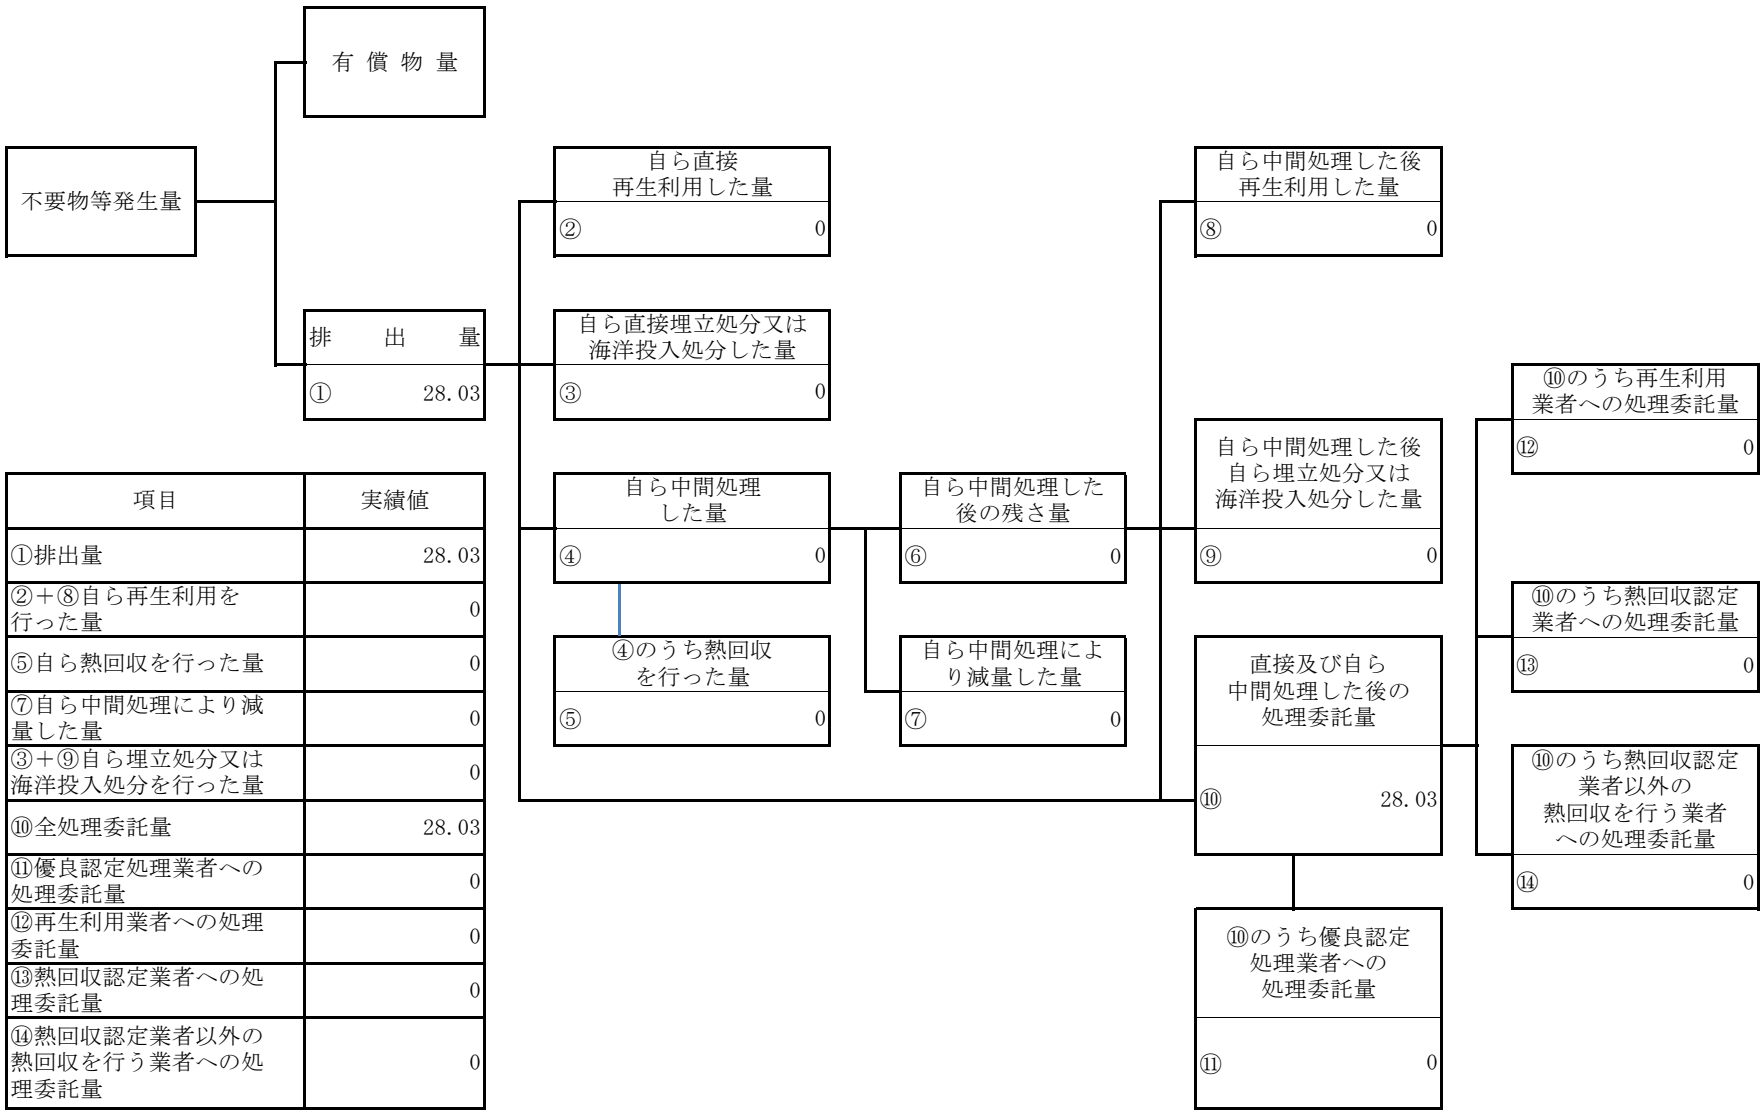 有償物量
不要物等発生量
排出量
① 28.03
自ら直接
再生利用した量
② 0
自ら直接埋立処分又は
海洋投入処分した量
③ 0
自ら中間処理
した量
④ 0
④のうち熱回収
を行った量
⑤ 0
自ら中間処理した
後の残さ量
⑥ 0
自ら中間処理によ
り減量した量
⑦ 0
自ら中間処理した後
再生利用した量
⑧ 0
自ら中間処理した後
自ら埋立処分又は
海洋投入処分した量
⑨ 0
直接及び自ら
中間処理した後の
処理委託量
⑩ 28.03
⑩のうち優良認定
処理業者への
処理委託量
⑪ 0
⑩のうち再生利用
業者への処理委託量
⑫ 0
⑩のうち熱回収認定
業者への処理委託量
⑬ 0
⑩のうち熱回収認定
業者以外の
熱回収を行う業者
への処理委託量
⑭ 0
項目 実績値
①排出量 28.03
②+⑧自ら再生利用を
行った量 0
⑤自ら熱回収を行った量 0
⑦自ら中間処理により減
量した量 0
③+⑨自ら埋立処分又は
海洋投入処分を行った量 0
⑩全処理委託量 28.03
⑪優良認定処理業者への
処理委託量 0
⑫再生利用業者への処理
委託量 0
⑬熱回収認定業者への処
理委託量 0
⑭熱回収認定業者以外の
熱回収を行う業者への処
理委託量 0